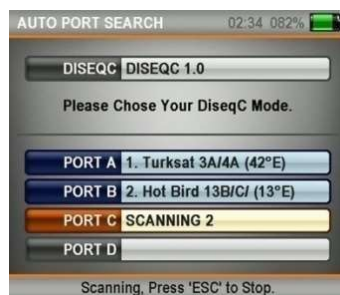 AUTO PORT SEARCH 02:34 082%
DISEQC DISEQC 1.0
Please Chose Your DiseqC Mode.
PORT A 1. Turksat 3A/4A (42°E)
PORT B 2. Hot Bird 13B/C/ (13°E)
PORT C SCANNING 2
PORT D
Scanning, Press 'ESC' to Stop.